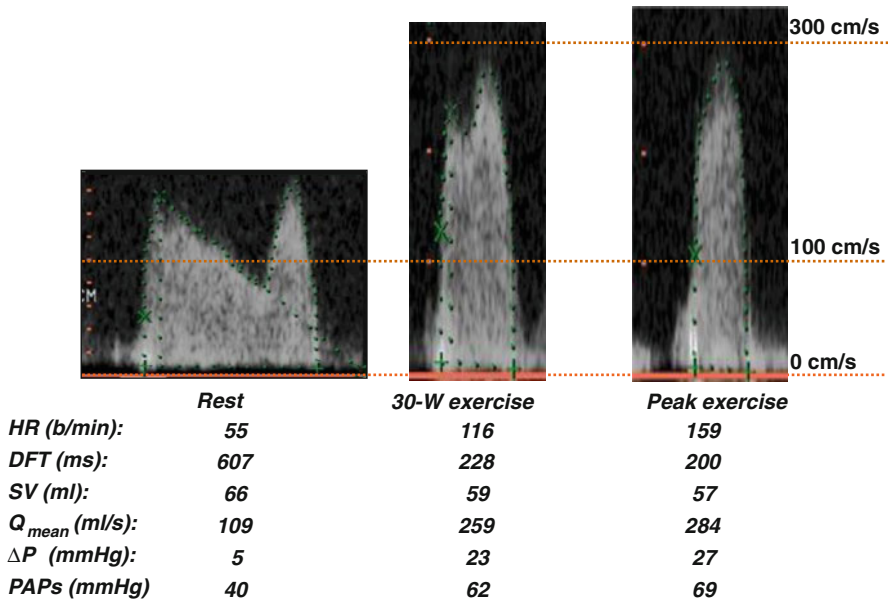 300 cm/s
100 cm/s
CM
0 cm/s
Rest 30-W exercise Peak exercise
HR (b/min): 55 116 159
DFT (ms): 607 228 200
SV (ml): 66 59 57
Qmean (ml/s): 109 259 284
ΔP (mmHg): 5 23 27
PAPs (mmHg) 40 62 69